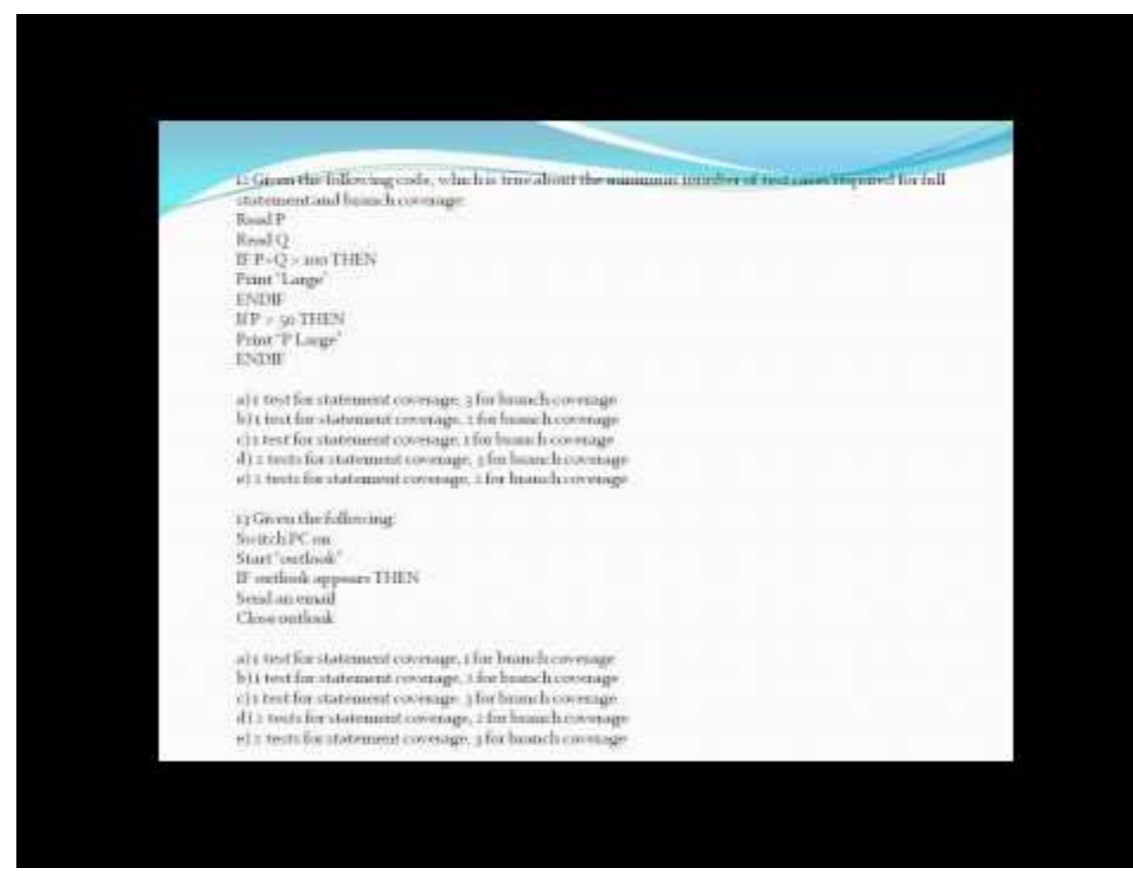 12 Given the following code, which is true about the minimum number of test cases required for full
statement and branch coverage:
Read P
Read Q
IF P+Q > 100 THEN
Print "Large"
ENDIF
If P > 50 THEN
Print "P Large"
ENDIF
a) 1 test for statement coverage, 3 for branch coverage
b) 1 test for statement coverage, 2 for branch coverage
c) 1 test for statement coverage, 1 for branch coverage
d) 2 tests for statement coverage, 3 for branch coverage
e) 2 tests for statement coverage, 2 for branch coverage
13 Given the following:
Switch PC on
Start "outlook"
IF outlook appears THEN
Send an email
Close outlook
a) 1 test for statement coverage, 1 for branch coverage
b) 1 test for statement coverage, 2 for branch coverage
c) 1 test for statement coverage, 3 for branch coverage
d) 2 tests for statement coverage, 2 for branch coverage
e) 2 tests for statement coverage, 3 for branch coverage